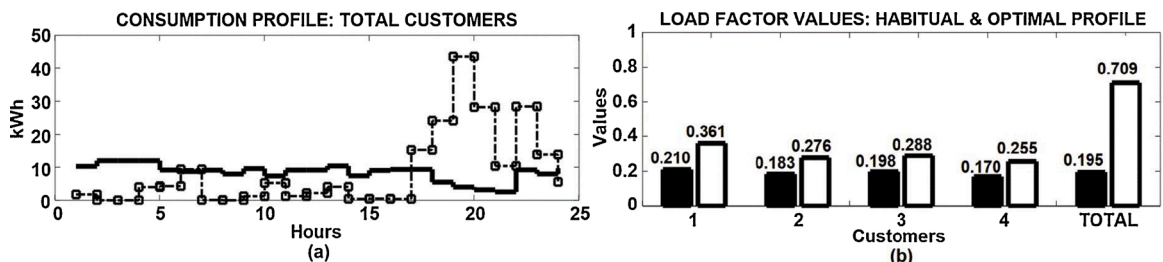 CONSUMPTION PROFILE: TOTAL CUSTOMERS
50
40
30
20
10
0
kWh
0 5 10 15 20 25
Hours
(a)
LOAD FACTOR VALUES: HABITUAL & OPTIMAL PROFILE
1
0.8
0.6
0.4
0.2
0
Values
0.210 0.361 0.183 0.276 0.198 0.288 0.170 0.255 0.195 0.709
1 2 3 4 TOTAL
Customers
(b)